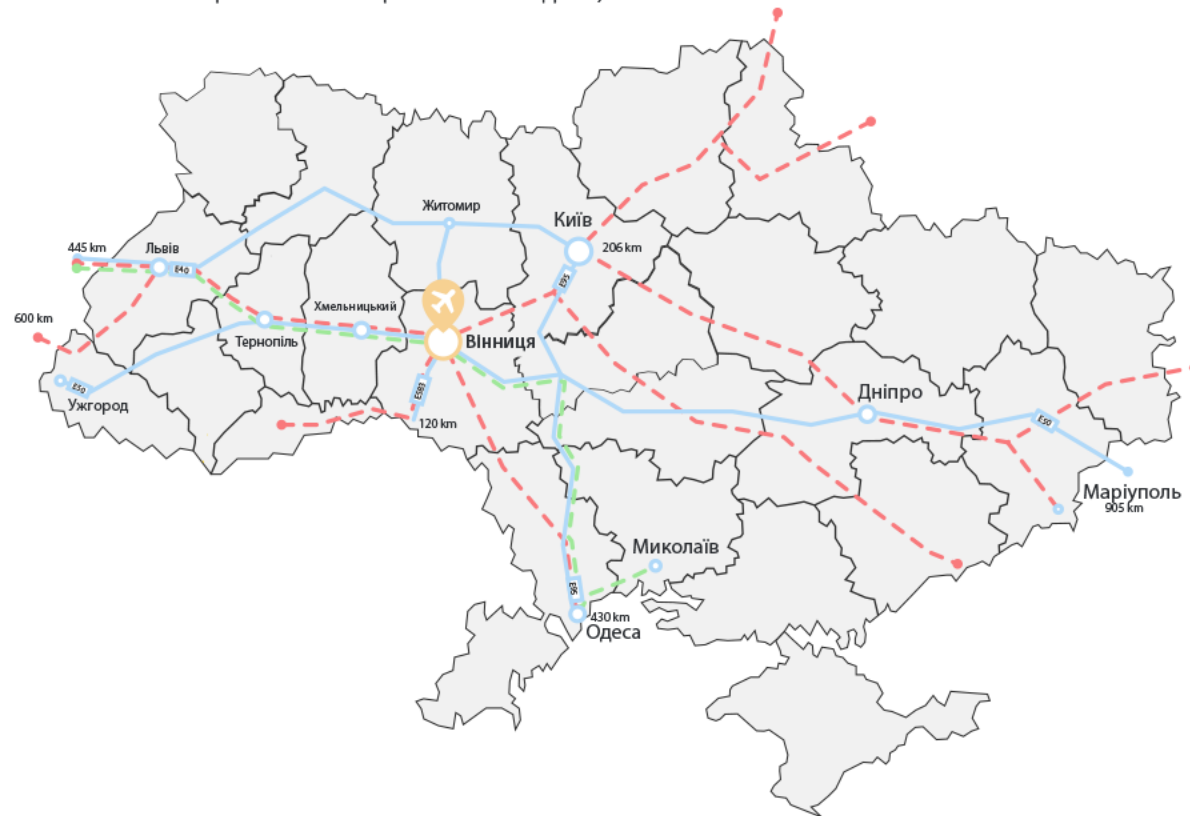 Житомир
Київ
206 km
445 km
Львів
E40
E95
Хмельницький
600 km
Тернопіль
Вінниця
E50
Ужгород
E583
120 km
Дніпро
E50
Маріуполь
905 km
Миколаїв
E95
430 km
Одеса